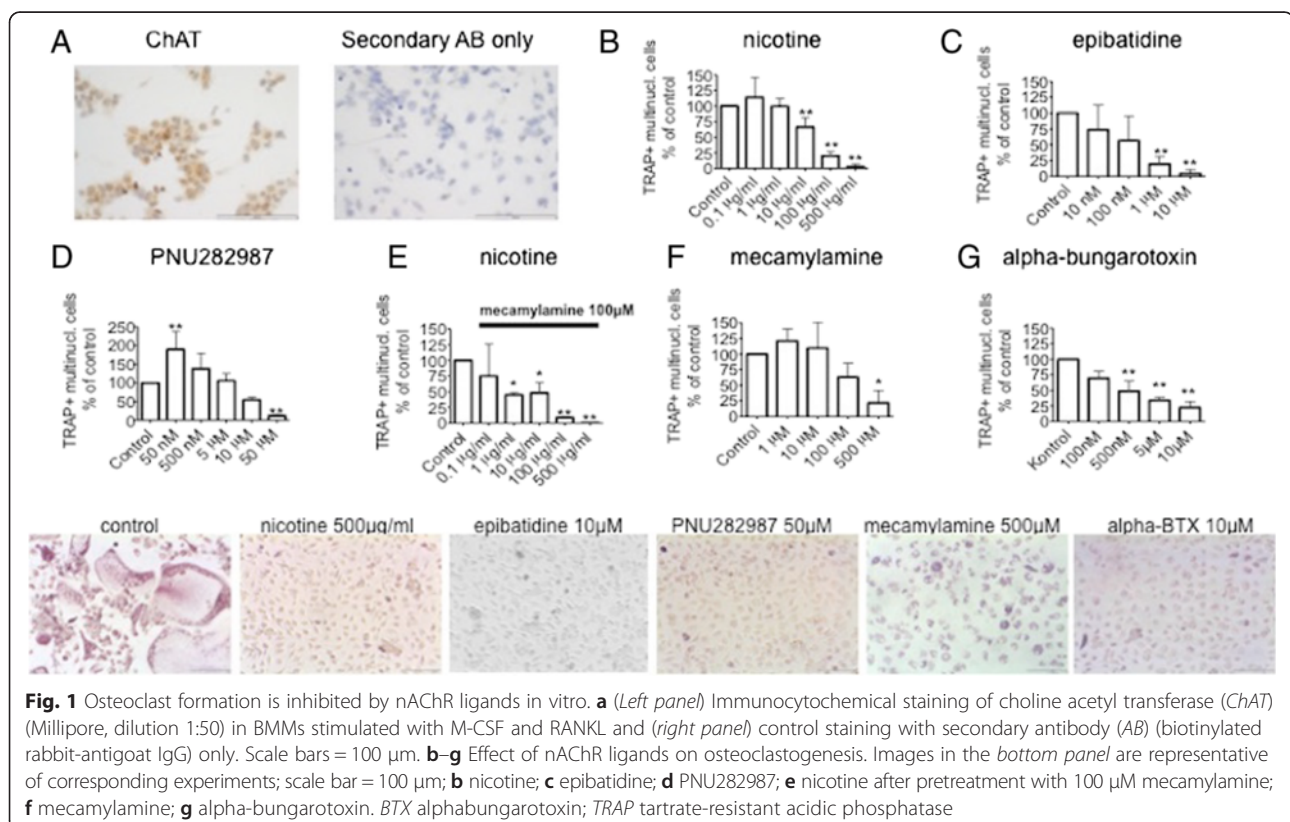 A ChAT Secondary AB only
B nicotine
TRAP+ multinucl. cells
% of control
150
125
100
75
50
25
0
** ** **
Control 0.1 µg/ml 1 µg/ml 10 µg/ml 100 µg/ml 500 µg/ml
C epibatidine
TRAP+ multinucl. cells
% of control
150
125
100
75
50
25
0
** **
Control 10 nM 100 nM 1 µM 10 µM
D PNU282987
TRAP+ multinucl. cells
% of control
250
200
150
100
50
0
** **
Control 50 nM 500 nM 5 µM 10 µM 50 µM
E nicotine
mecamylamine 100µM
TRAP+ multinucl. cells
% of control
150
125
100
75
50
25
0
* * ** **
Control 0.1 µg/ml 1 µg/ml 10 µg/ml 100 µg/ml 500 µg/ml
F mecamylamine
TRAP+ multinucl. cells
% of control
150
125
100
75
50
25
0
*
Control 1 µM 10 µM 100 µM 500 µM
G alpha-bungarotoxin
TRAP+ multinucl. cells
% of control
150
125
100
75
50
25
0
** ** **
Kontrol 100nM 500nM 5µM 10µM
control nicotine 500µg/ml epibatidine 10µM PNU282987 50µM mecamylamine 500µM alpha-BTX 10µM
Fig. 1 Osteoclast formation is inhibited by nAChR ligands in vitro. a (Left panel) Immunocytochemical staining of choline acetyl transferase (ChAT)
(Millipore, dilution 1:50) in BMMs stimulated with M-CSF and RANKL and (right panel) control staining with secondary antibody (AB) (biotinylated
rabbit-antigoat IgG) only. Scale bars = 100 µm. b–g Effect of nAChR ligands on osteoclastogenesis. Images in the bottom panel are representative
of corresponding experiments; scale bar = 100 µm; b nicotine; c epibatidine; d PNU282987; e nicotine after pretreatment with 100 µM mecamylamine;
f mecamylamine; g alpha-bungarotoxin. BTX alphabungarotoxin; TRAP tartrate-resistant acidic phosphatase